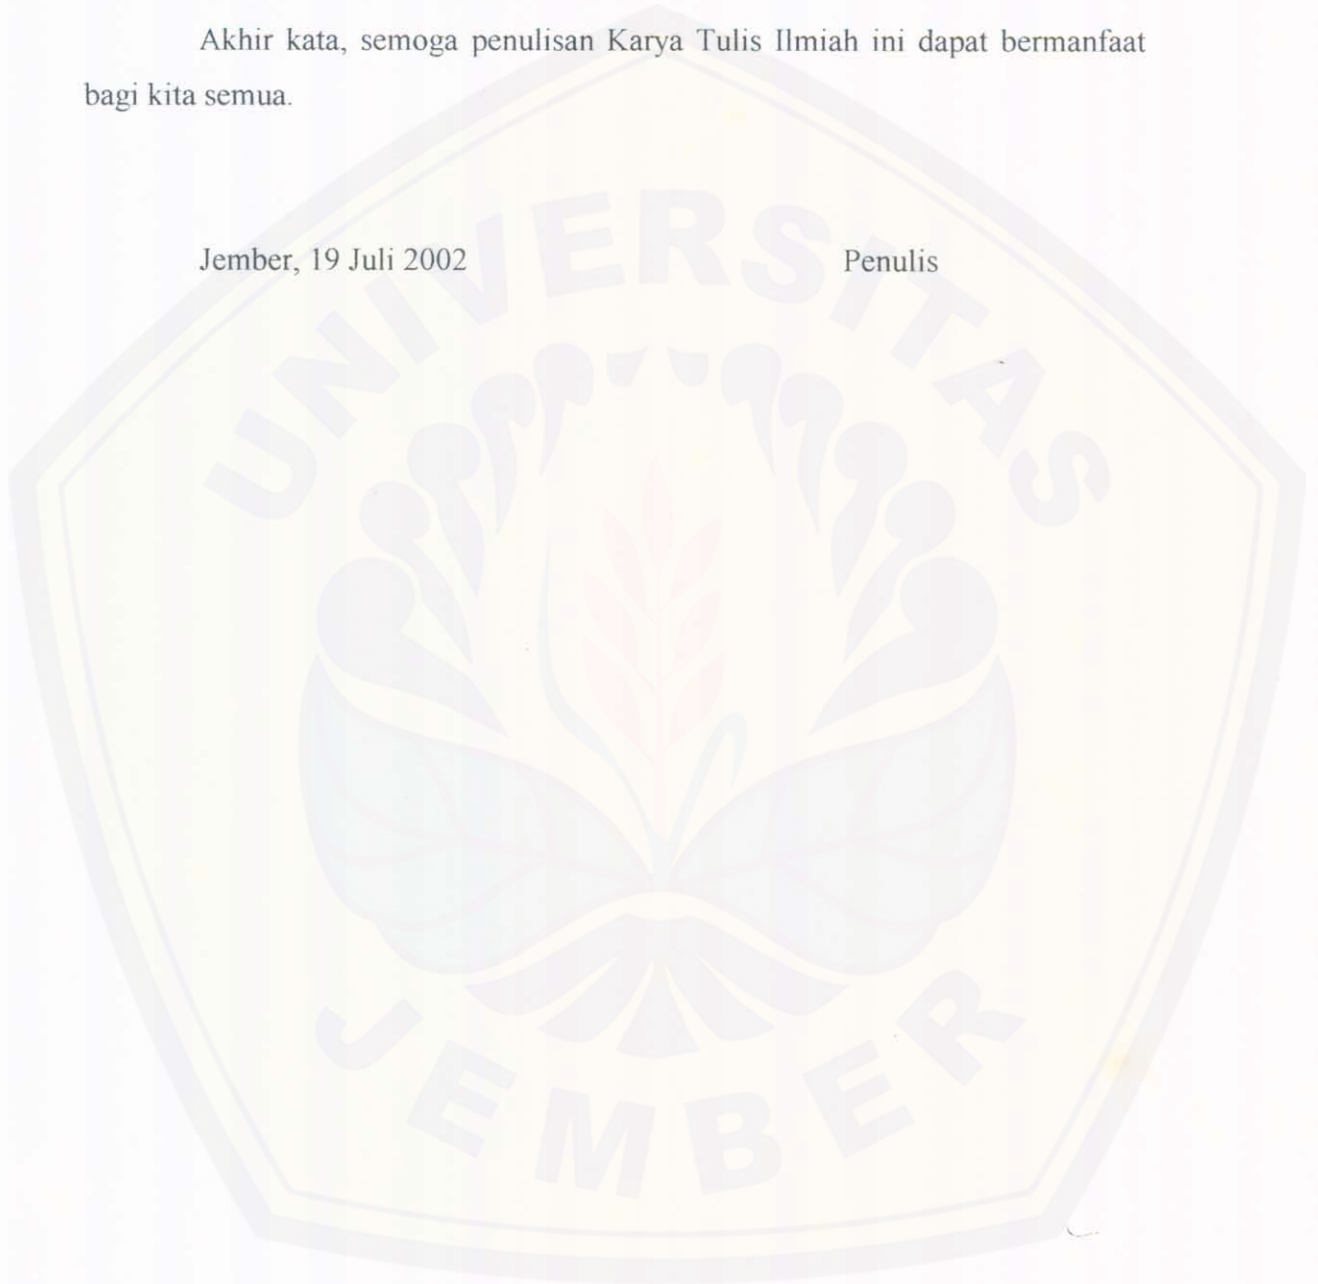 Akhir kata, semoga penulisan Karya Tulis Ilmiah ini dapat bermanfaat
bagi kita semua.
Jember, 19 Juli 2002 Penulis
UNIVERSITAS
JEMBER